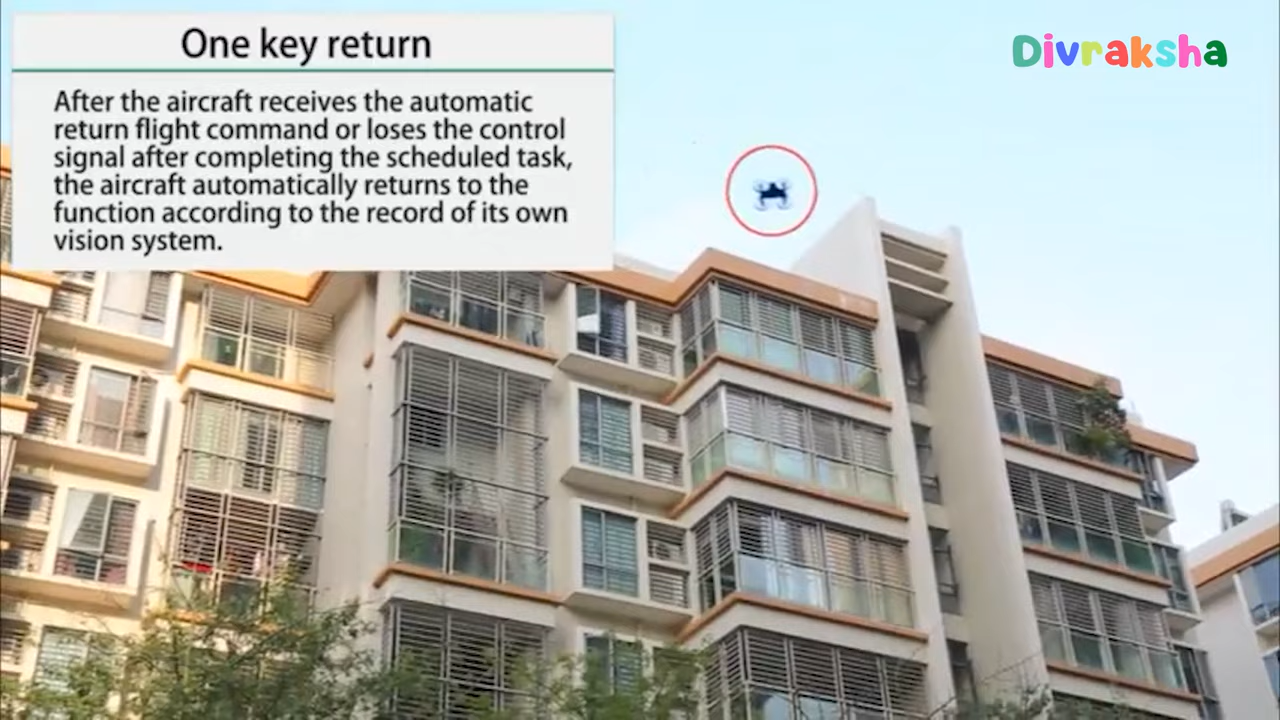 One key return
Divraksha
After the aircraft receives the automatic
return flight command or loses the control
signal after completing the scheduled task,
the aircraft automatically returns to the
function according to the record of its own
vision system.